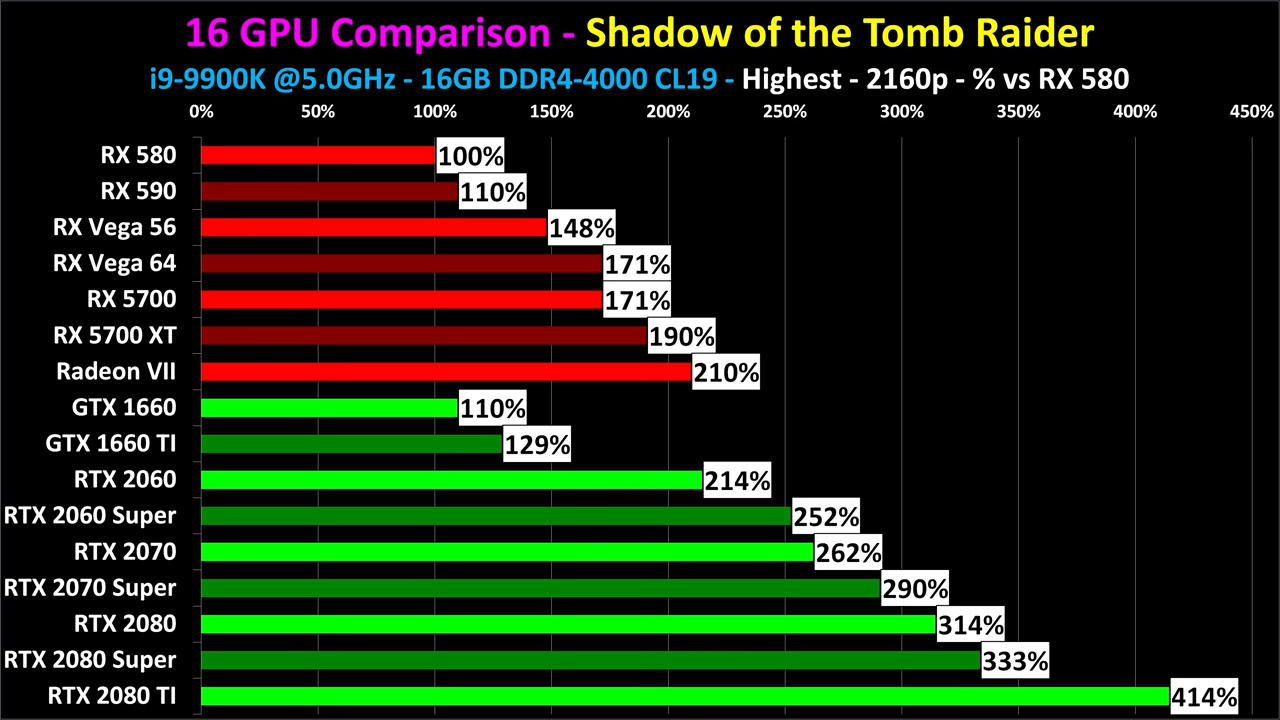 16 GPU Comparison - Shadow of the Tomb Raider
i9-9900K @5.0GHz - 16GB DDR4-4000 CL19 - Highest - 2160p - % vs RX 580
0% 50% 100% 150% 200% 250% 300% 350% 400% 450%
RX 580 100%
RX 590 110%
RX Vega 56 148%
RX Vega 64 171%
RX 5700 171%
RX 5700 XT 190%
Radeon VII 210%
GTX 1660 110%
GTX 1660 TI 129%
RTX 2060 214%
RTX 2060 Super 252%
RTX 2070 262%
RTX 2070 Super 290%
RTX 2080 314%
RTX 2080 Super 333%
RTX 2080 TI 414%